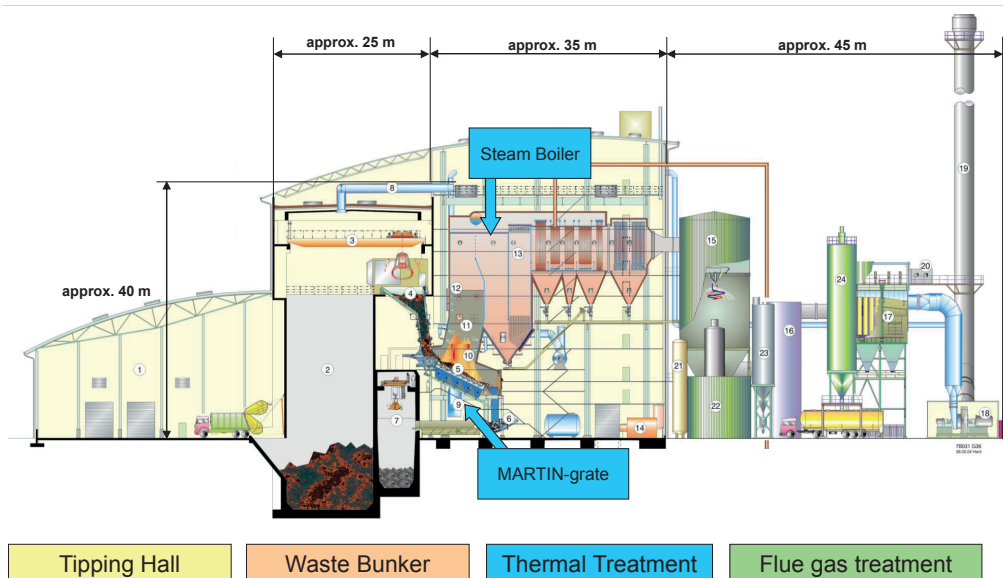 approx. 25 m
approx. 35 m
approx. 45 m
Steam Boiler
approx. 40 m
MARTIN-grate
1
2
3
4
5
6
7
8
9
10
11
12
13
14
15
16
17
18
19
20
21
22
23
24
Tipping Hall
Waste Bunker
Thermal Treatment
Flue gas treatment